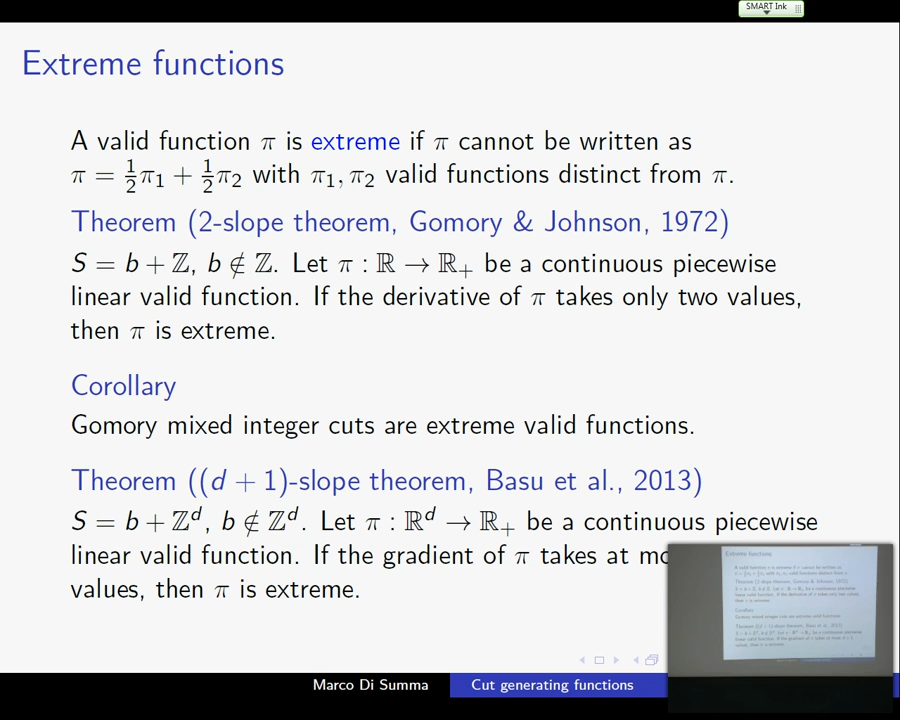 SMART Ink
Extreme functions
A valid function π is extreme if π cannot be written as
π = ½π₁ + ½π₂ with π₁, π₂ valid functions distinct from π.
Theorem (2-slope theorem, Gomory & Johnson, 1972)
S = b + ℤ, b ∉ ℤ. Let π : ℝ → ℝ₊ be a continuous piecewise
linear valid function. If the derivative of π takes only two values,
then π is extreme.
Corollary
Gomory mixed integer cuts are extreme valid functions.
Theorem ((d + 1)-slope theorem, Basu et al., 2013)
S = b + ℤᵈ, b ∉ ℤᵈ. Let π : ℝᵈ → ℝ₊ be a continuous piecewise
linear valid function. If the gradient of π takes at mo
values, then π is extreme.
Marco Di Summa
Cut generating functions